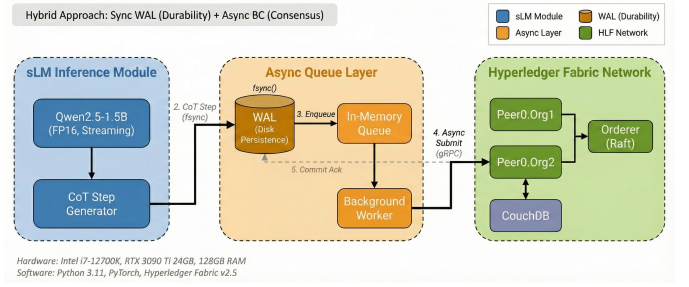 Hybrid Approach: Sync WAL (Durability) + Async BC (Consensus)
sLM Module
WAL (Durability)
Async Layer
HLF Network
sLM Inference Module
Qwen2.5-1.5B
(FP16, Streaming)
CoT Step
Generator
2. CoT Step
(fsync)
Async Queue Layer
fsync()
WAL
(Disk
Persistence)
3. Enqueue
In-Memory
Queue
Background
Worker
4. Async
Submit
(gRPC)
5. Commit Ack
Hyperledger Fabric Network
Peer0.Org1
Peer0.Org2
Orderer
(Raft)
CouchDB
Hardware: Intel i7-12700K, RTX 3090 Ti 24GB, 128GB RAM
Software: Python 3.11, PyTorch, Hyperledger Fabric v2.5